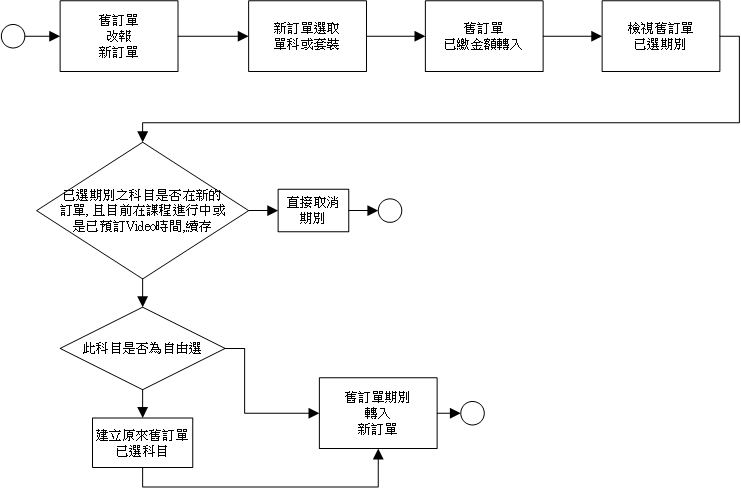 舊訂單
改報
新訂單
新訂單選取
單科或套裝
舊訂單
已繳金額轉入
檢視舊訂單
已選期別
已選期別之科目是否在新的
訂單, 且目前在課程進行中或
是已預訂Video時間,續存
直接取消
期別
此科目是否為自由選
舊訂單期別
轉入
新訂單
建立原來舊訂單
已選科目